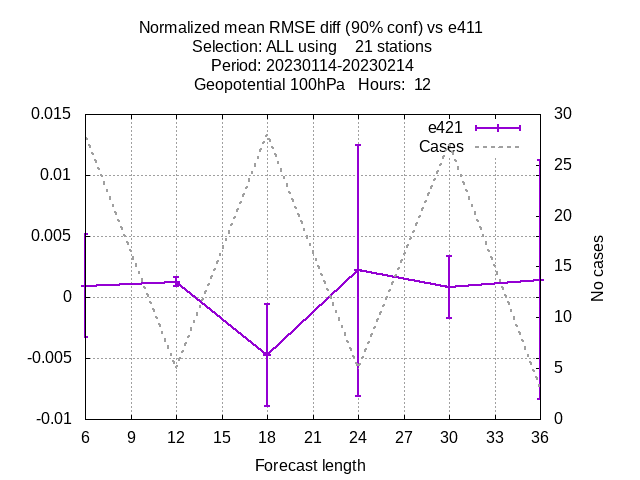 Normalized mean RMSE diff (90% conf) vs e411
Selection: ALL using 21 stations
Period: 20230114-20230214
Geopotential 100hPa Hours: 12
0.015
0.01
0.005
0
-0.005
-0.01
30
25
20
15
10
5
0
e421
Cases
No cases
6 9 12 15 18 21 24 27 30 33 36
Forecast length